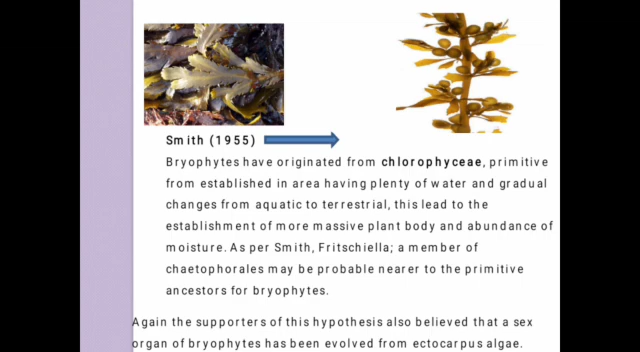 Smith (1955)
Bryophytes have originated from chlorophyceae, primitive
from established in area having plenty of water and gradual
changes from aquatic to terrestrial, this lead to the
establishment of more massive plant body and abundance of
moisture. As per Smith, Fritschiella; a member of
chaetophorales may be probable nearer to the primitive
ancestors for bryophytes.
Again the supporters of this hypothesis also believed that a sex
organ of bryophytes has been evolved from ectocarpus algae.